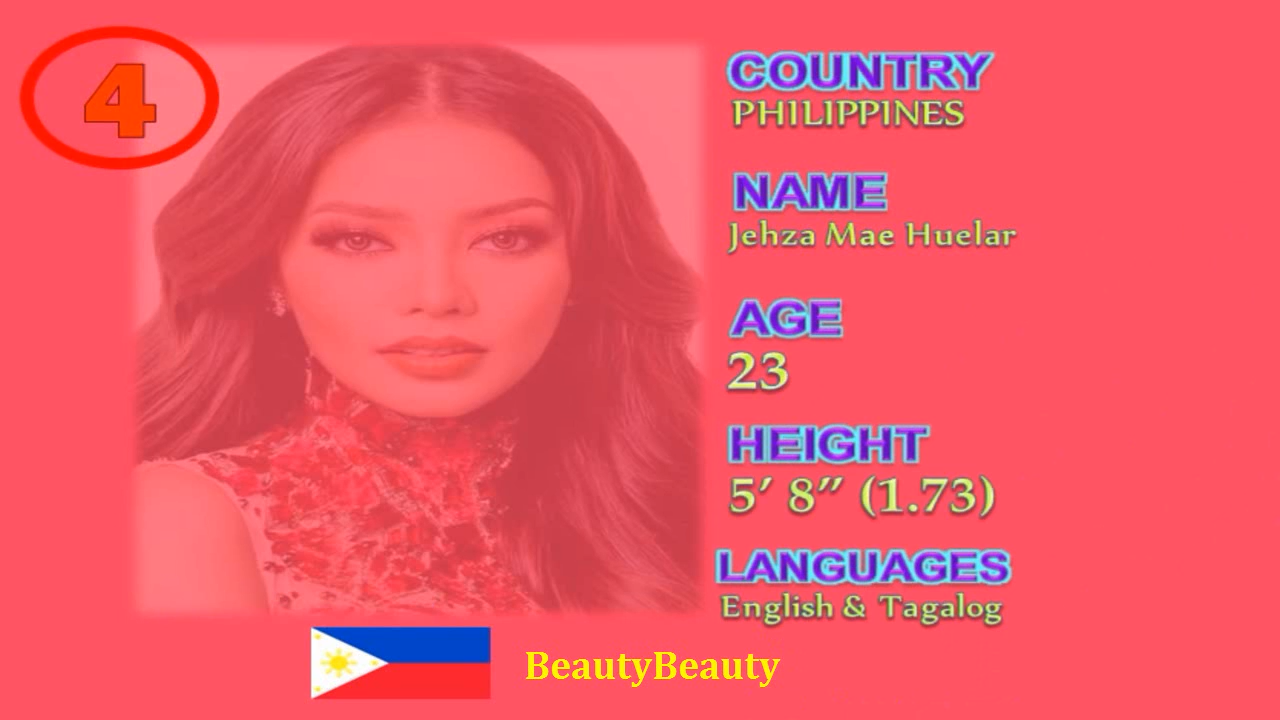 4
COUNTRY
PHILIPPINES
NAME
Jehza Mae Huelar
AGE
23
HEIGHT
5’ 8” (1.73)
LANGUAGES
English & Tagalog
BeautyBeauty